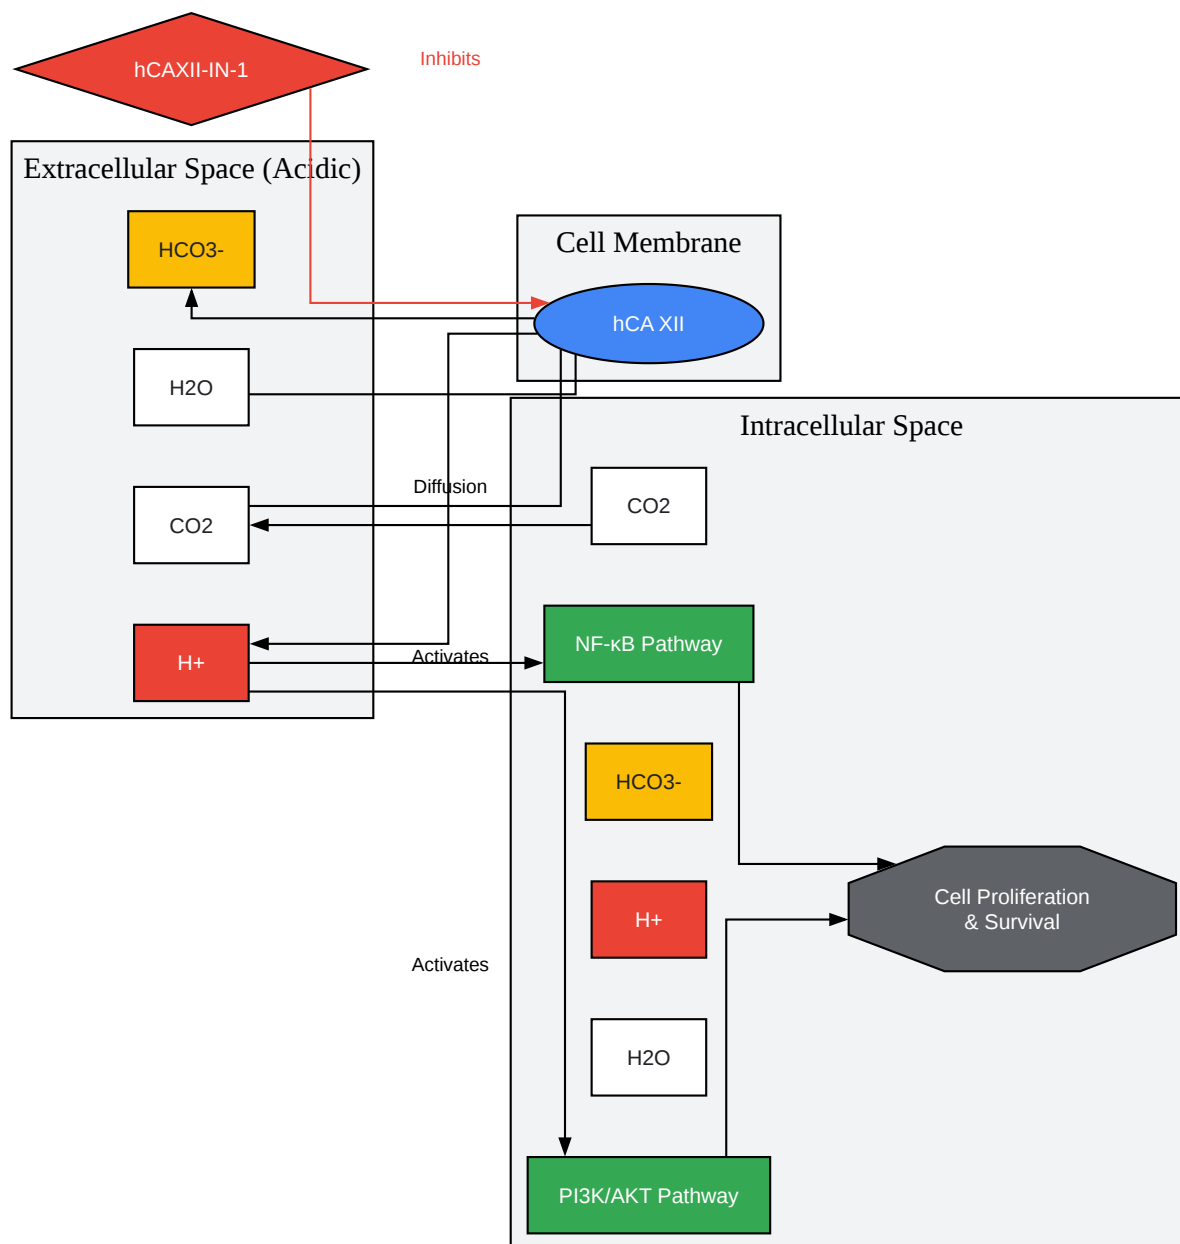 hCAXII-IN-1
Inhibits
Extracellular Space (Acidic)
HCO3-
H2O
CO2
H+
Cell Membrane
hCA XII
Diffusion
Activates
Activates
Intracellular Space
CO2
NF-κB Pathway
HCO3-
H+
H2O
PI3K/AKT Pathway
Cell Proliferation
& Survival